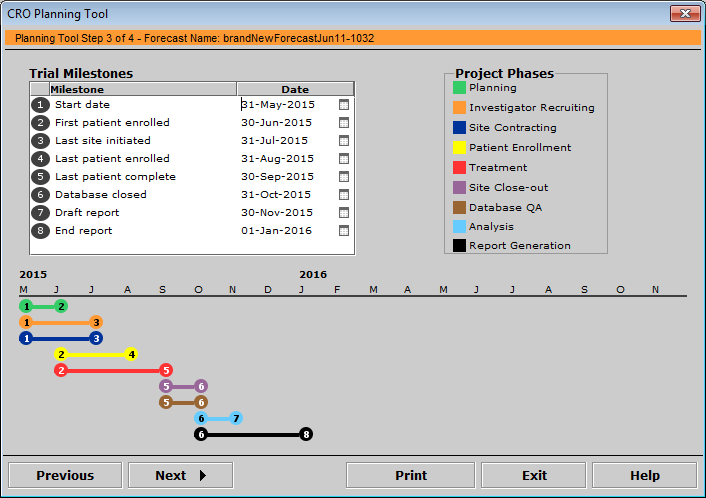 CRO Planning Tool
Planning Tool Step 3 of 4 - Forecast Name: brandNewForecastJun11-1032
Trial Milestones
Milestone Date
1 Start date 31-May-2015
2 First patient enrolled 30-Jun-2015
3 Last site initiated 31-Jul-2015
4 Last patient enrolled 31-Aug-2015
5 Last patient complete 30-Sep-2015
6 Database closed 31-Oct-2015
7 Draft report 30-Nov-2015
8 End report 01-Jan-2016
Project Phases
Planning
Investigator Recruiting
Site Contracting
Patient Enrollment
Treatment
Site Close-out
Database QA
Analysis
Report Generation
2015 2016
M J J A S O N D J F M A M J J A S O N
1 2
1 3
1 3
2 4
2 5
5 6
5 6
6 7
6 8
Previous Next Print Exit Help